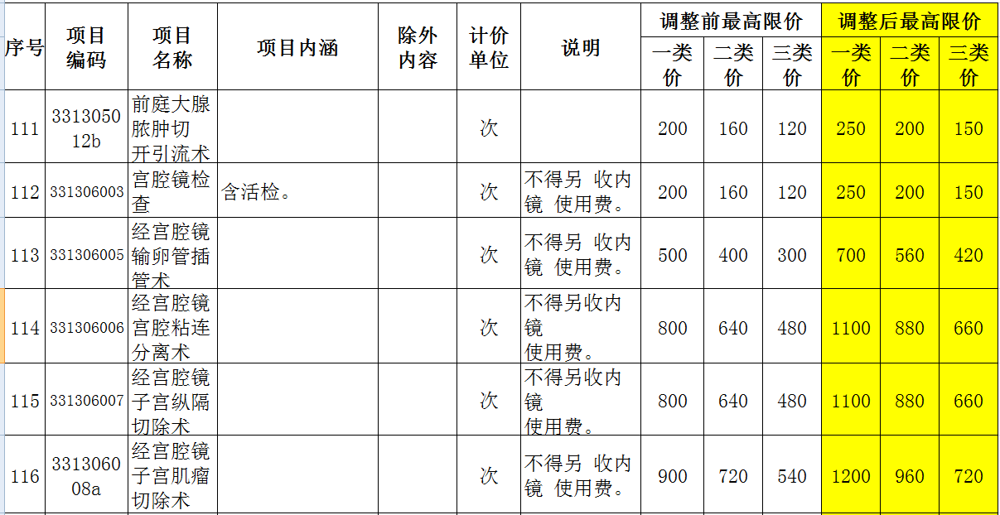 序号
项目
编码
项目
名称
项目内涵
除外
内容
计价
单位
说明
调整前最高限价
调整后最高限价
一类
价
二类
价
三类
价
一类
价
二类
价
三类
价
111
3313050
12b
前庭大腺
脓肿切
开引流术
次
200
160
120
250
200
150
112
331306003
宫腔镜检
查
含活检。
次
不得另 收内
镜 使用费。
200
160
120
250
200
150
113
331306005
经宫腔镜
输卵管插
管术
次
不得另 收内
镜 使用费。
500
400
300
700
560
420
114
331306006
经宫腔镜
宫腔粘连
分离术
次
不得另收内
镜
使用费。
800
640
480
1100
880
660
115
331306007
经宫腔镜
子宫纵隔
切除术
次
不得另收内
镜
使用费。
800
640
480
1100
880
660
116
3313060
08a
经宫腔镜
子宫肌瘤
切除术
次
不得另 收内
镜 使用费。
900
720
540
1200
960
720